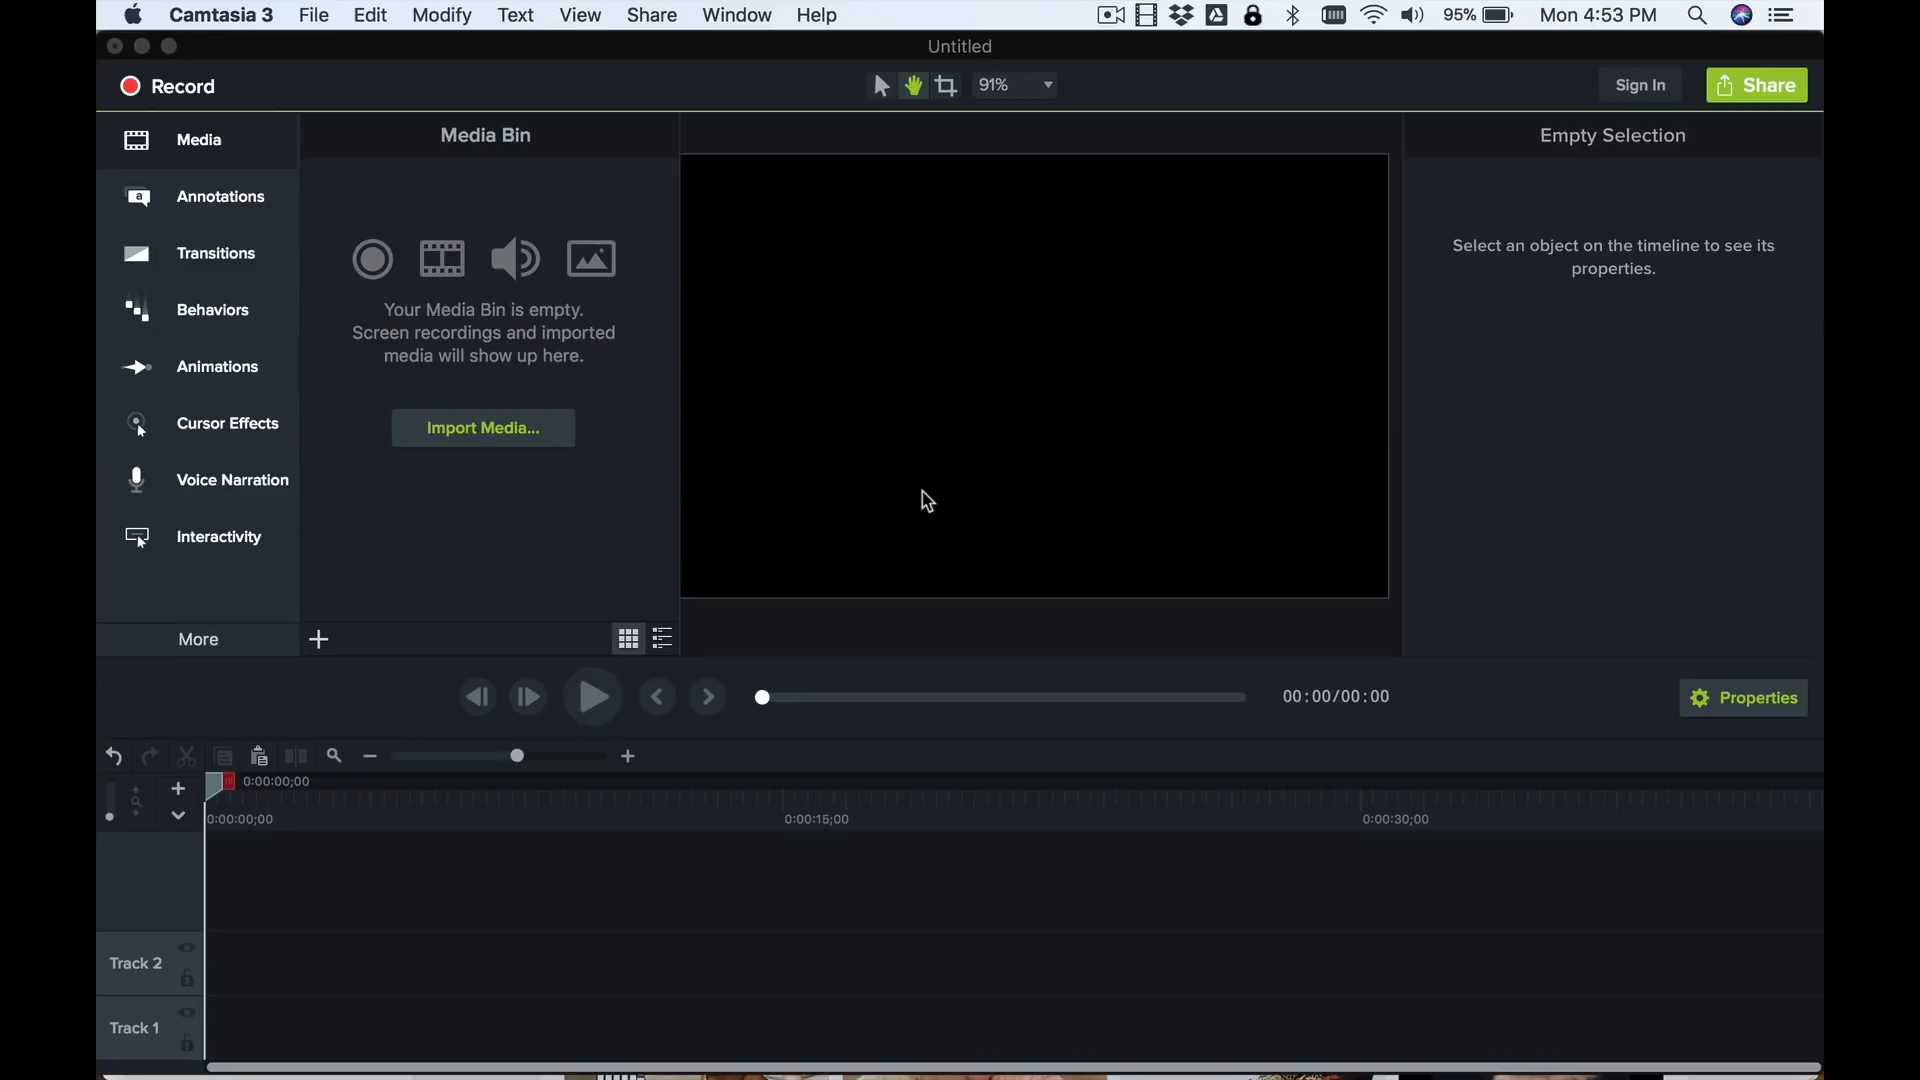 Camtasia 3 File Edit Modify Text View Share Window Help 95% Mon 4:53 PM
Untitled
Record 91% Sign In Share
Media
Annotations
Transitions
Behaviors
Animations
Cursor Effects
Voice Narration
Interactivity
More
Media Bin
Your Media Bin is empty.
Screen recordings and imported
media will show up here.
Import Media...
Empty Selection
Select an object on the timeline to see its
properties.
00:00/00:00
Properties
0:00:00;00
0:00:00;00 0:00:15;00 0:00:30;00
Track 2
Track 1